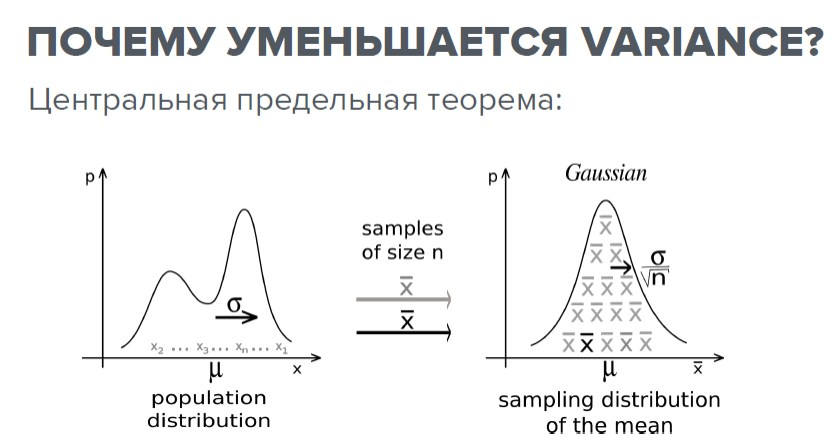 ПОЧЕМУ УМЕНЬШАЕТСЯ VARIANCE?
Центральная предельная теорема:
p
σ
x₂ ... x₃... xₙ... x₁
μ
x
population
distribution
samples
of size n
x̅
x̅
p
Gaussian
x̅
x̅ x̅
σ
√n
x̅ x̅ x̅
x̅ x̅ x̅ x̅
x̅ x̅ x̅ x̅ x̅
μ
x̅
sampling distribution
of the mean